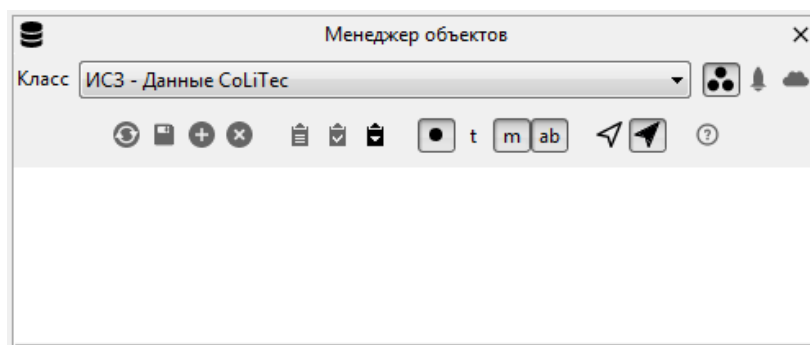 Менеджер объектов
Класс ИСЗ - Данные CoLiTec
t m ab ?